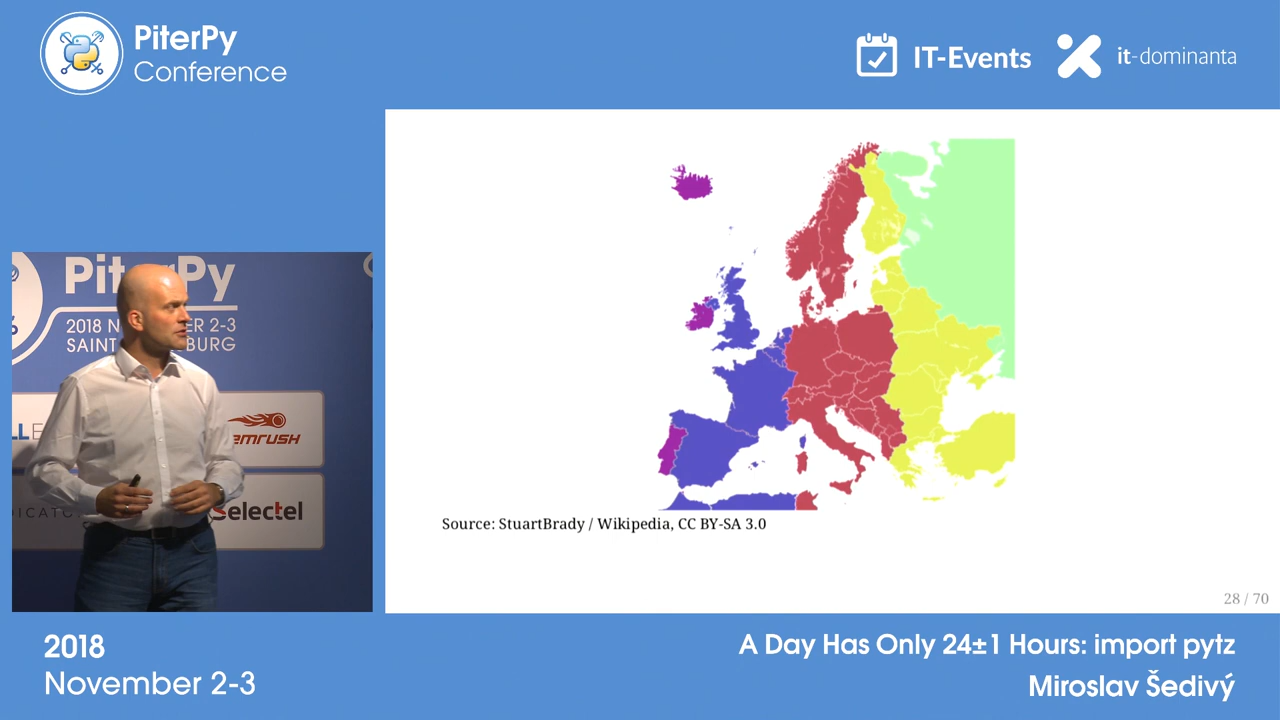 PiterPy
Conference
IT-Events
it-dominanta
PiterPy
2018 N ER 2-3
SAINT BURG
emrush
DICATO
Selectel
Source: StuartBrady / Wikipedia, CC BY-SA 3.0
28 / 70
2018
November 2-3
A Day Has Only 24±1 Hours: import pytz
Miroslav Šedivý